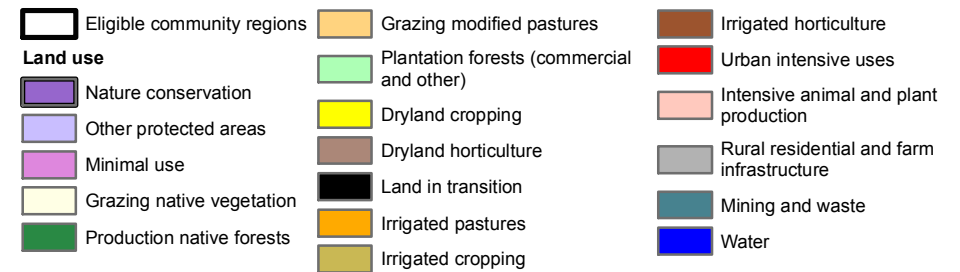 Eligible community regions
Land use
Nature conservation
Other protected areas
Minimal use
Grazing native vegetation
Production native forests
Grazing modified pastures
Plantation forests (commercial
and other)
Dryland cropping
Dryland horticulture
Land in transition
Irrigated pastures
Irrigated cropping
Irrigated horticulture
Urban intensive uses
Intensive animal and plant
production
Rural residential and farm
infrastructure
Mining and waste
Water